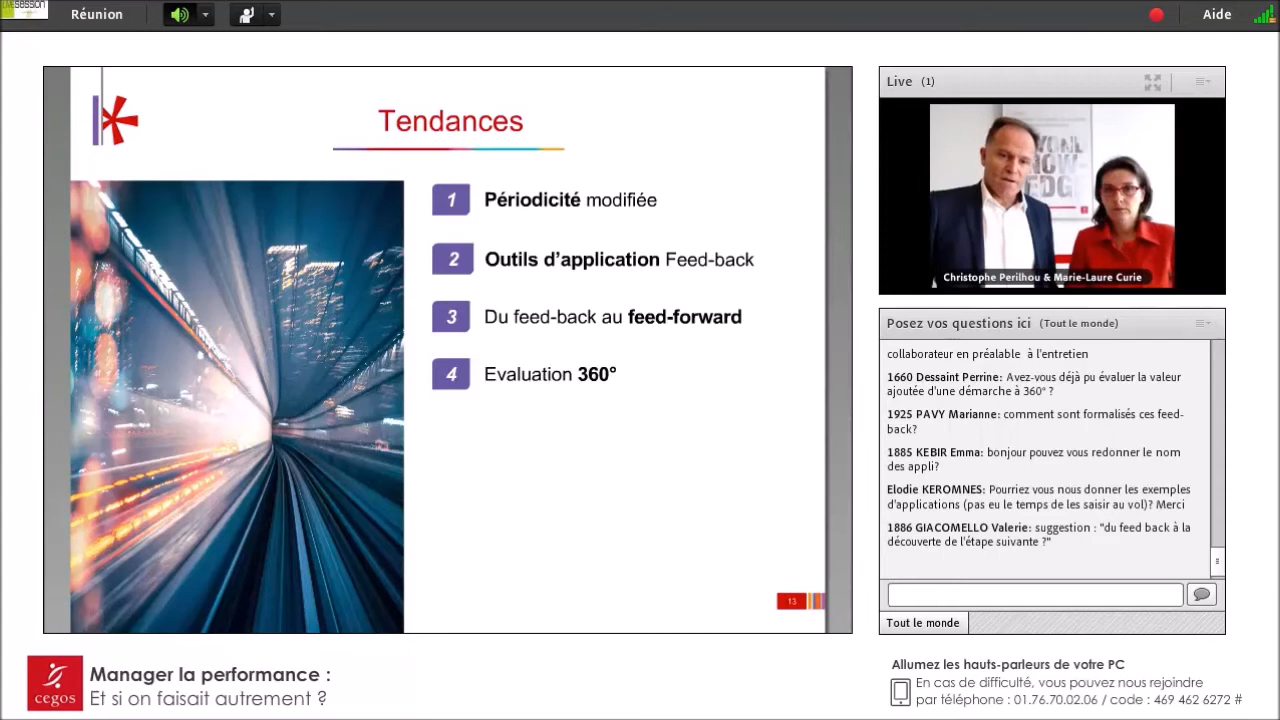 SESSION
Réunion
Aide
Tendances
1 Périodicité modifiée
2 Outils d'application Feed-back
3 Du feed-back au feed-forward
4 Evaluation 360°
13
Live (1)
Christophe Perilhou & Marie-Laure Curie
Posez vos questions ici (Tout le monde)
collaborateur en préalable à l'entretien
1660 Dessaint Perrine: Avez-vous déjà pu évaluer la valeur
ajoutée d'une démarche à 360° ?
1925 PAVY Marianne: comment sont formalisés ces feed-
back?
1885 KEBIR Emma: bonjour pouvez vous redonner le nom
des appli?
Elodie KEROMNES: Pourriez vous nous donner les exemples
d'applications (pas eu le temps de les saisir au vol)? Merci
1886 GIACOMELLO Valerie: suggestion : "du feed back à la
découverte de l'étape suivante ?"
Tout le monde
cegos
Manager la performance :
Et si on faisait autrement ?
Allumez les hauts-parleurs de votre PC
En cas de difficulté, vous pouvez nous rejoindre
par téléphone : 01.76.70.02.06 / code : 469 462 6272 #